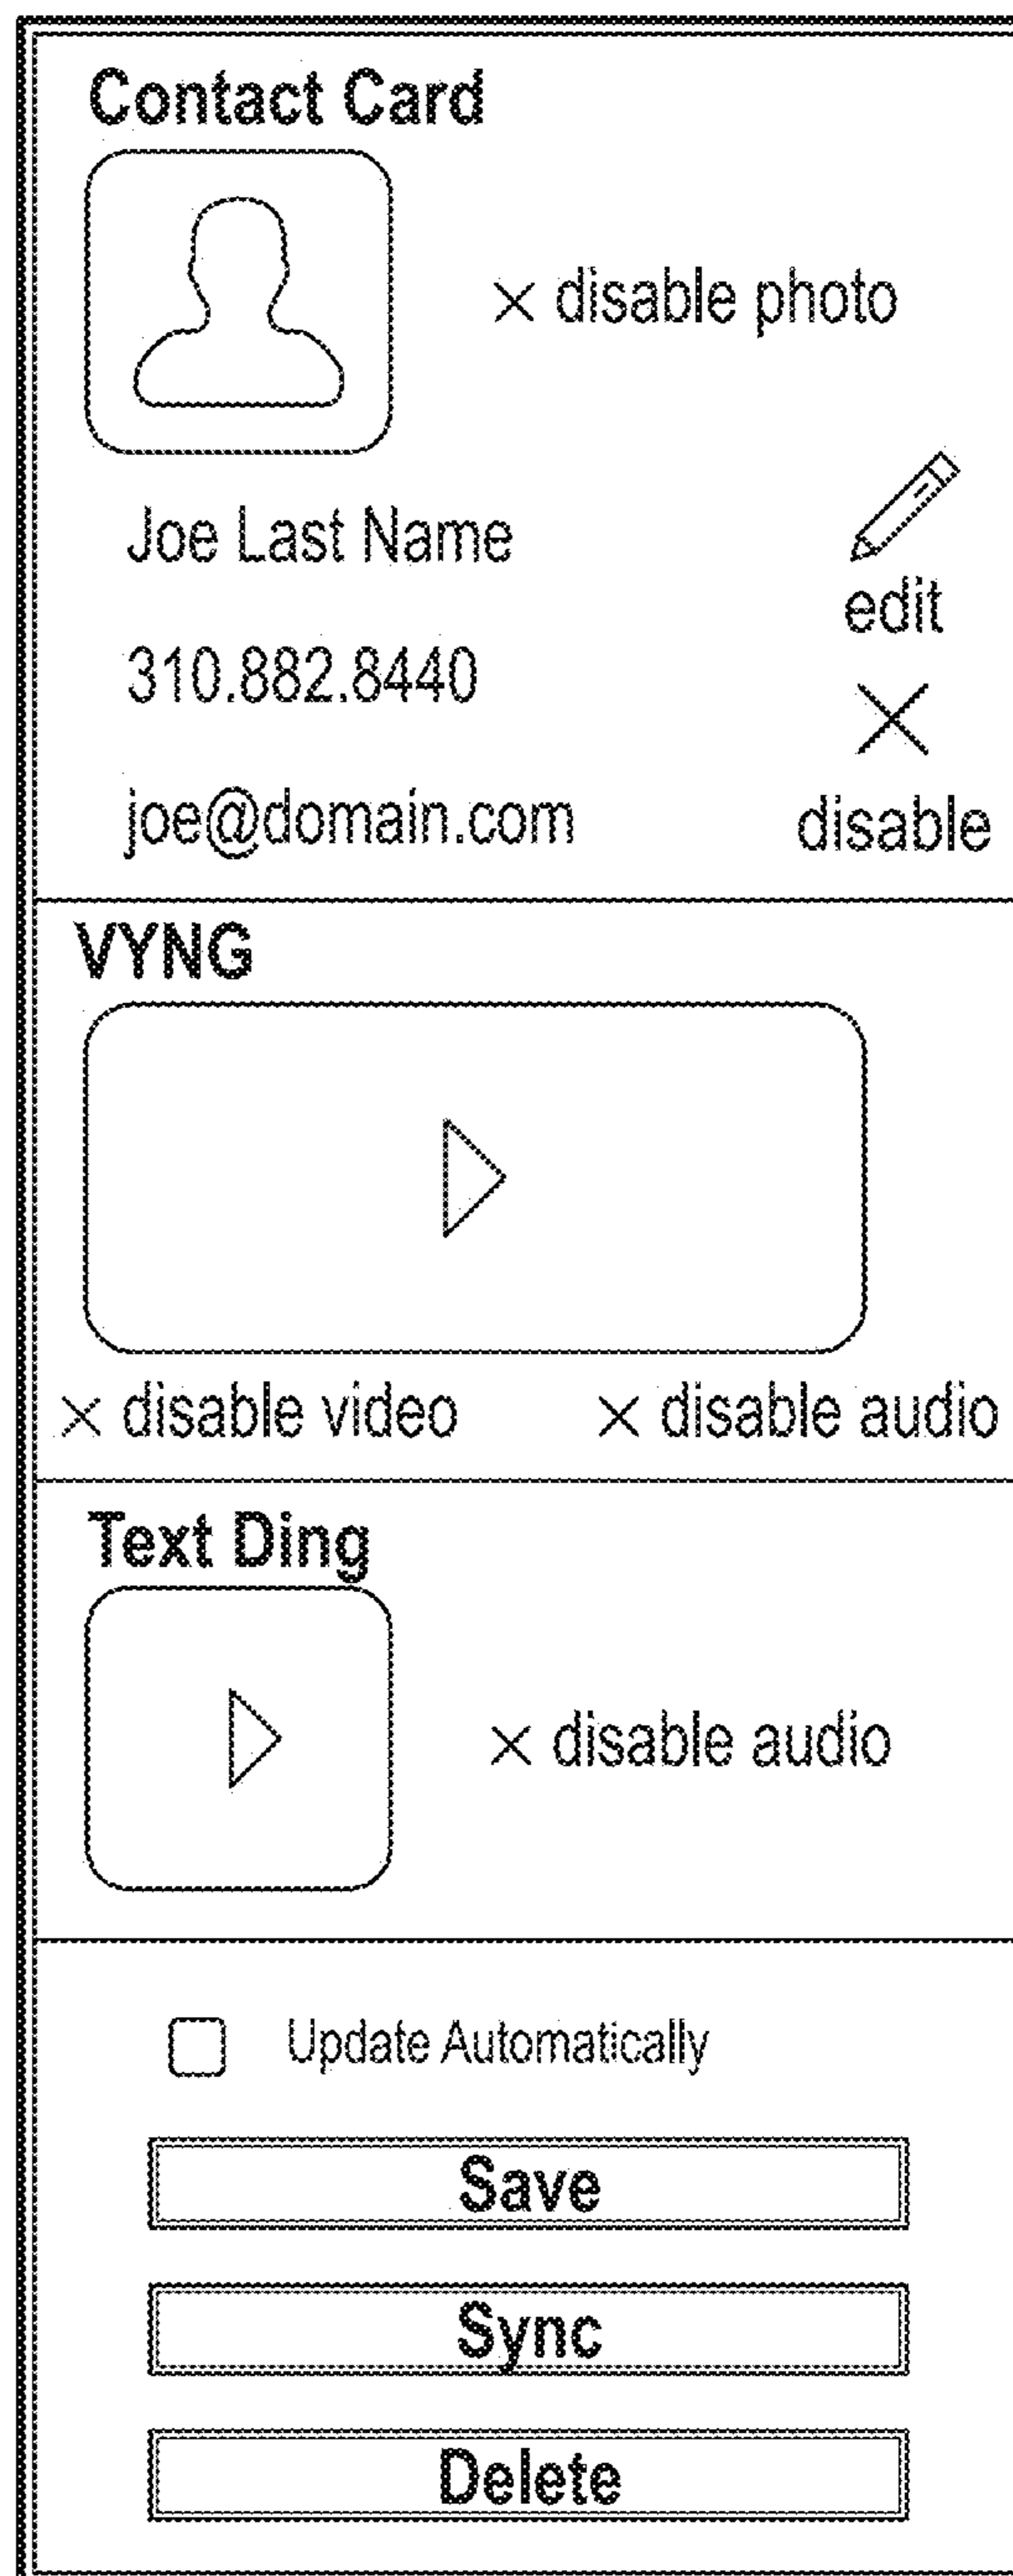 Contact Card
× disable photo
Joe Last Name
edit
310.882.8440
joe@domain.com
disable
VYNG
× disable video × disable audio
Text Ding
× disable audio
Update Automatically
Save
Sync
Delete